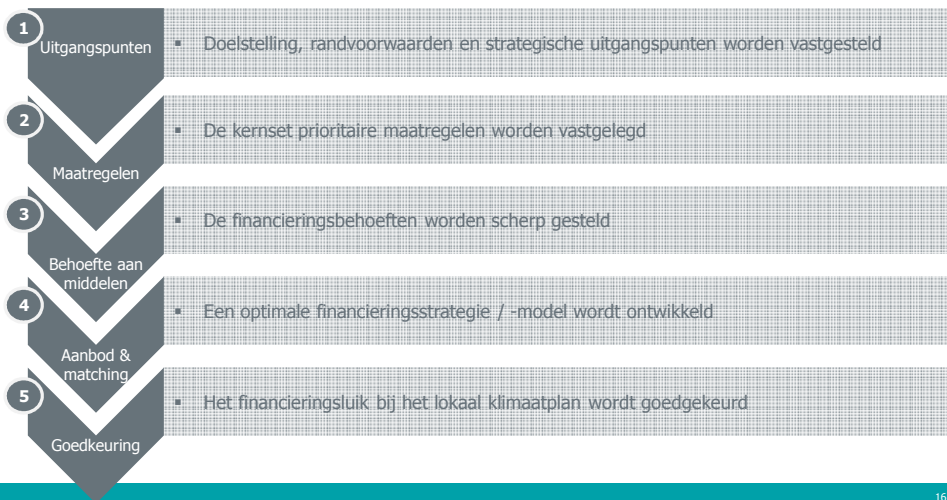 1
Uitgangspunten
▪ Doelstelling, randvoorwaarden en strategische uitgangspunten worden vastgesteld
2
Maatregelen
▪ De kernset prioritaire maatregelen worden vastgelegd
3
Behoefte aan
middelen
▪ De financieringsbehoeften worden scherp gesteld
4
Aanbod &
matching
▪ Een optimale financieringsstrategie / -model wordt ontwikkeld
5
Goedkeuring
▪ Het financieringsluik bij het lokaal klimaatplan wordt goedgekeurd
16